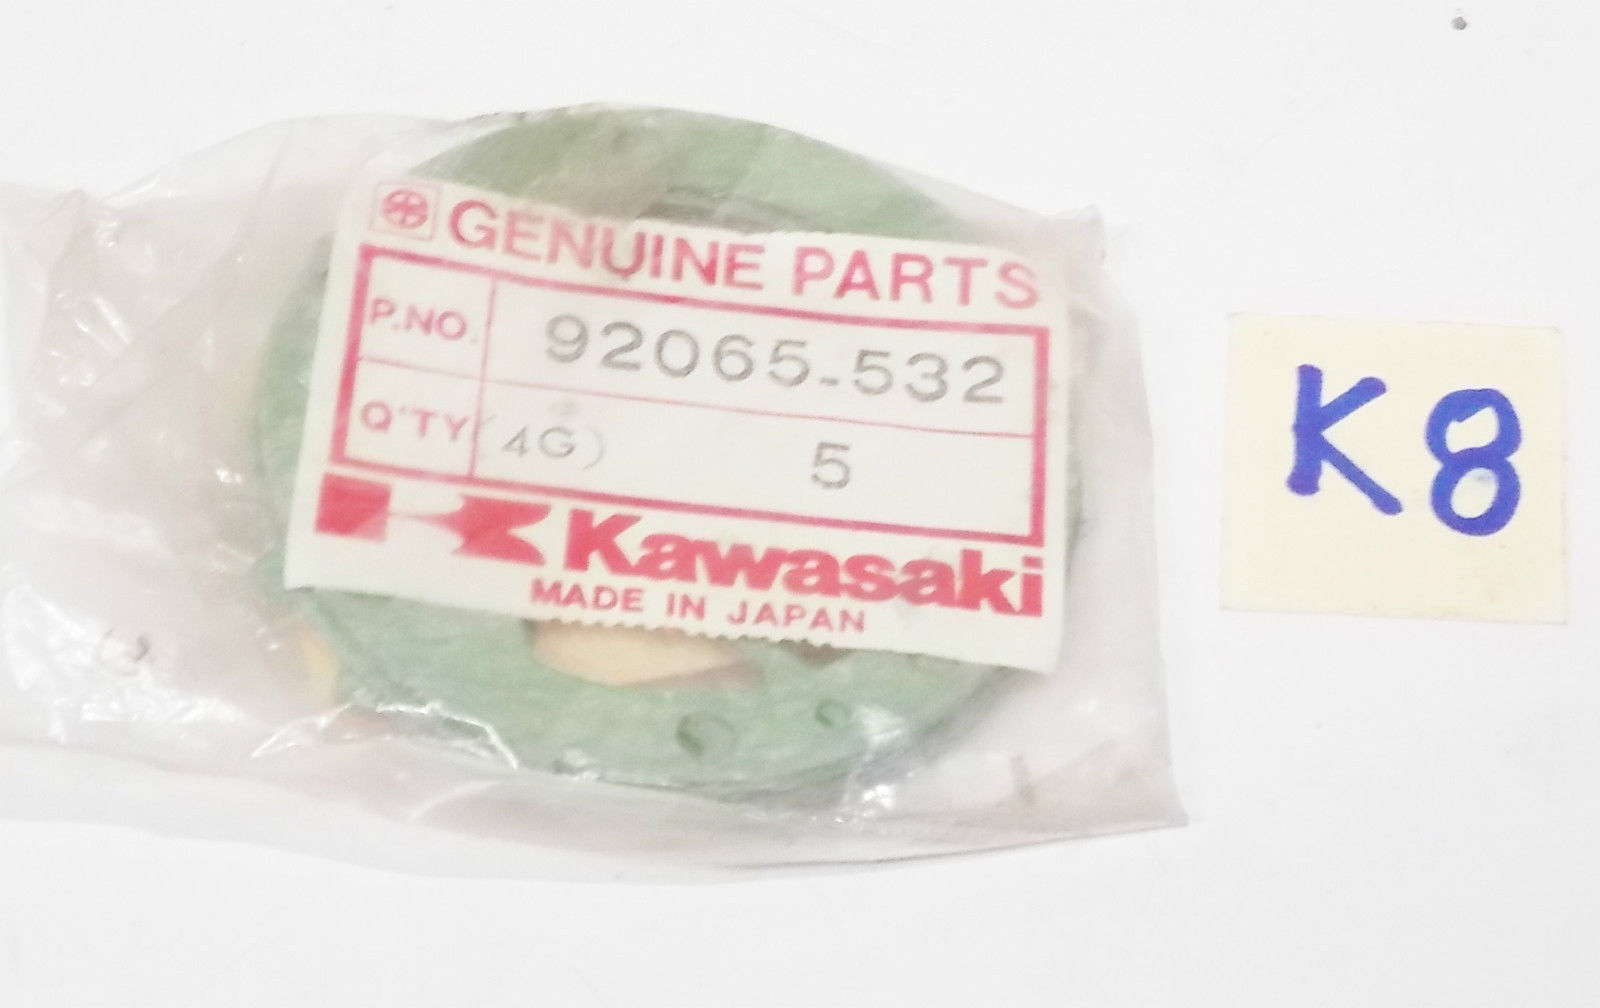 GENUINE PARTS
P.NO. 92065-532
Q'TY (4G) 5
Kawasaki
MADE IN JAPAN
K8